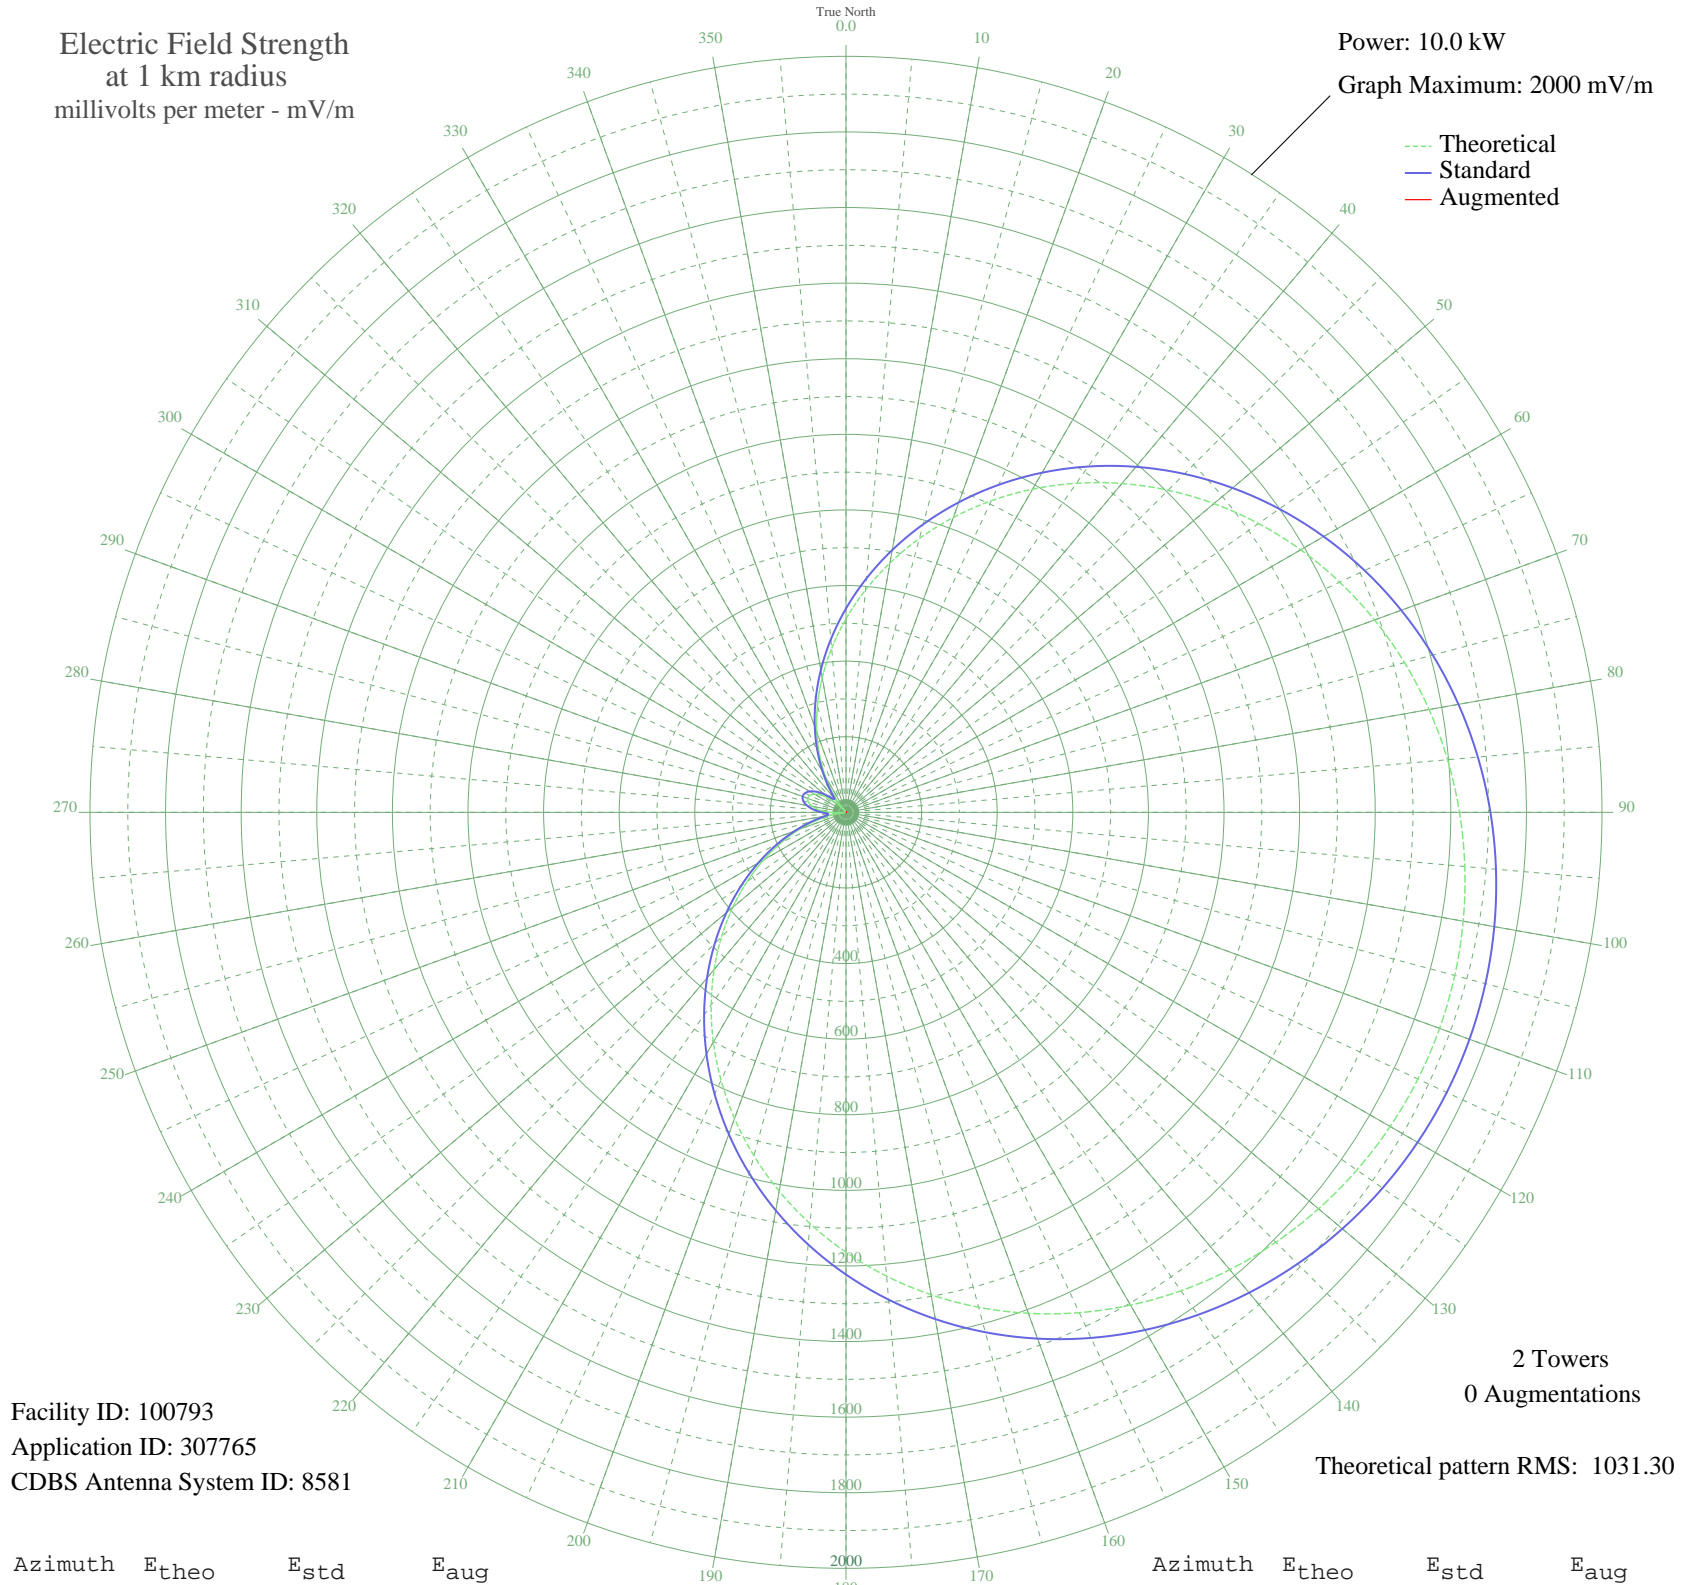 True North
Electric Field Strength
at 1 km radius
millivolts per meter - mV/m
Power: 10.0 kW
Graph Maximum: 2000 mV/m
Theoretical
Standard
Augmented
0.0
10
20
30
40
50
60
70
80
90
100
110
120
130
140
150
160
170
180
190
200
210
220
230
240
250
260
270
280
290
300
310
320
330
340
350
400
600
800
1000
1200
1400
1600
1800
2000
2 Towers
0 Augmentations
Theoretical pattern RMS: 1031.30
Facility ID: 100793
Application ID: 307765
CDBS Antenna System ID: 8581
Azimuth Etheo Estd Eaug Azimuth Etheo Estd Eaug